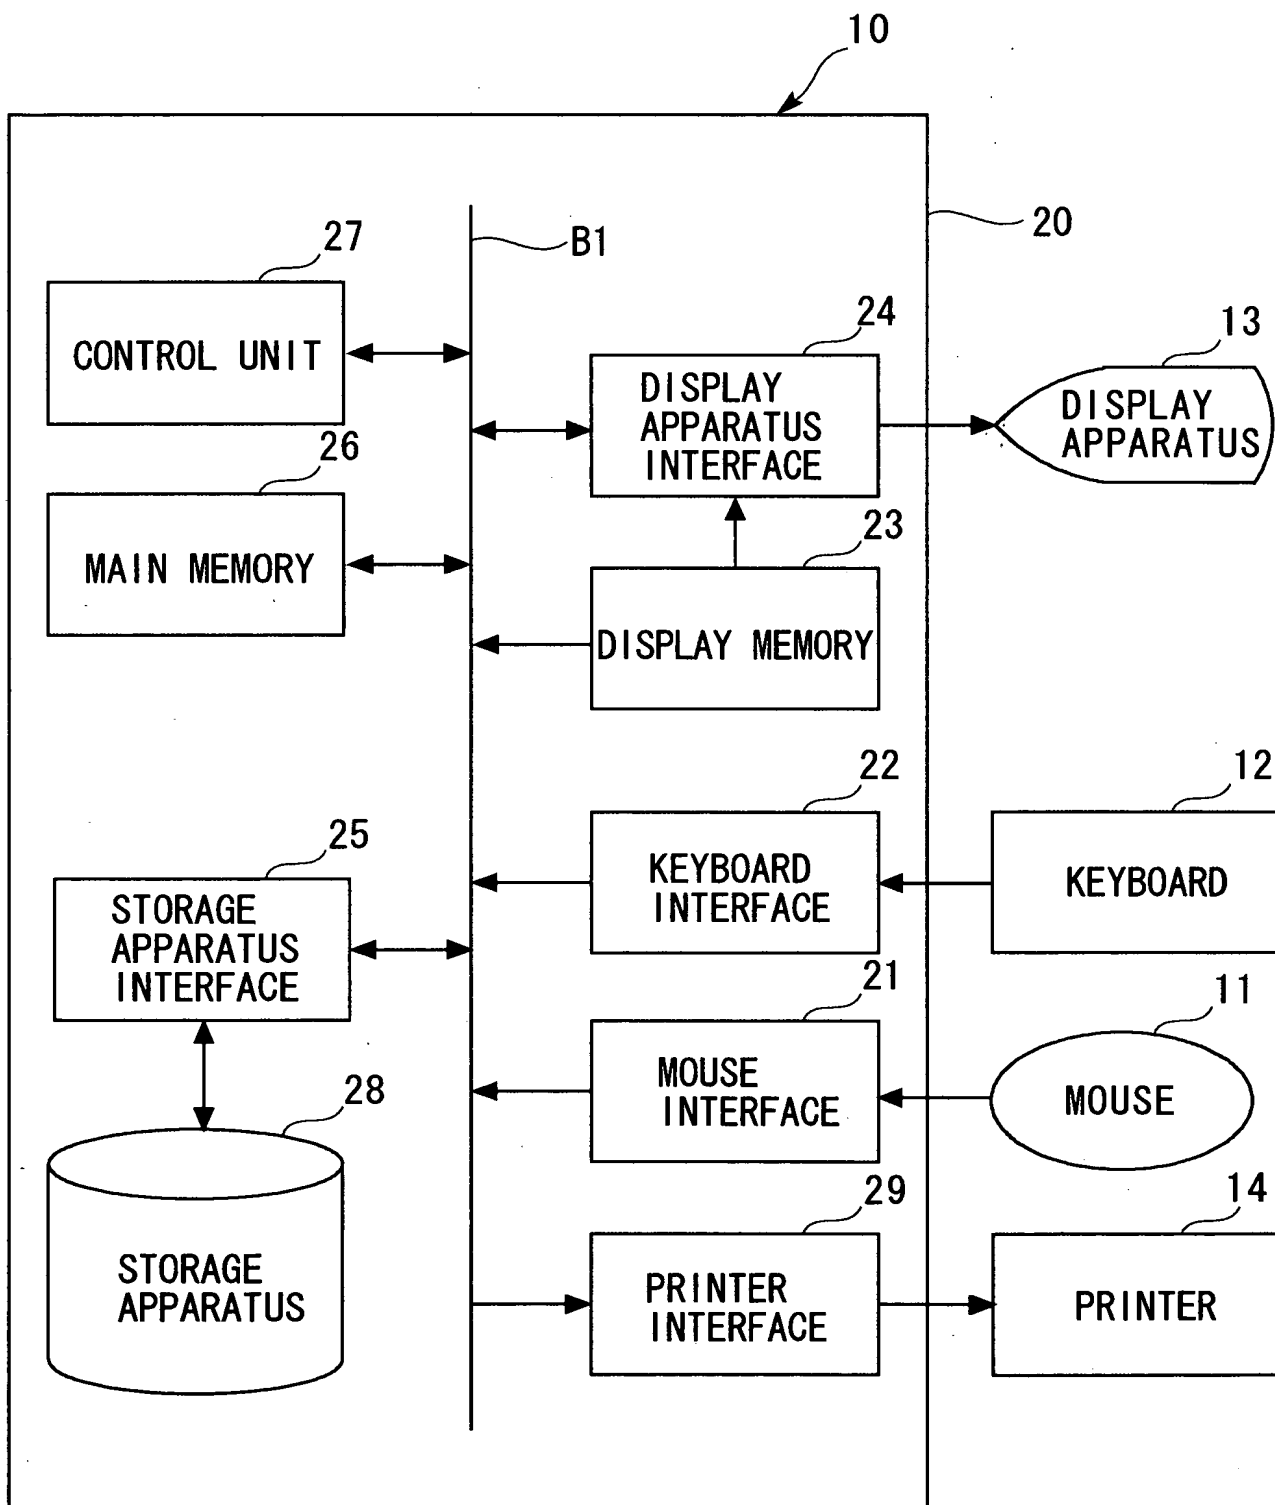 10
20
27
B1
CONTROL UNIT
24
DISPLAY
APPARATUS
INTERFACE
13
DISPLAY
APPARATUS
26
MAIN MEMORY
23
DISPLAY MEMORY
22
KEYBOARD
INTERFACE
12
KEYBOARD
25
STORAGE
APPARATUS
INTERFACE
21
MOUSE
INTERFACE
11
MOUSE
28
STORAGE
APPARATUS
29
PRINTER
INTERFACE
14
PRINTER